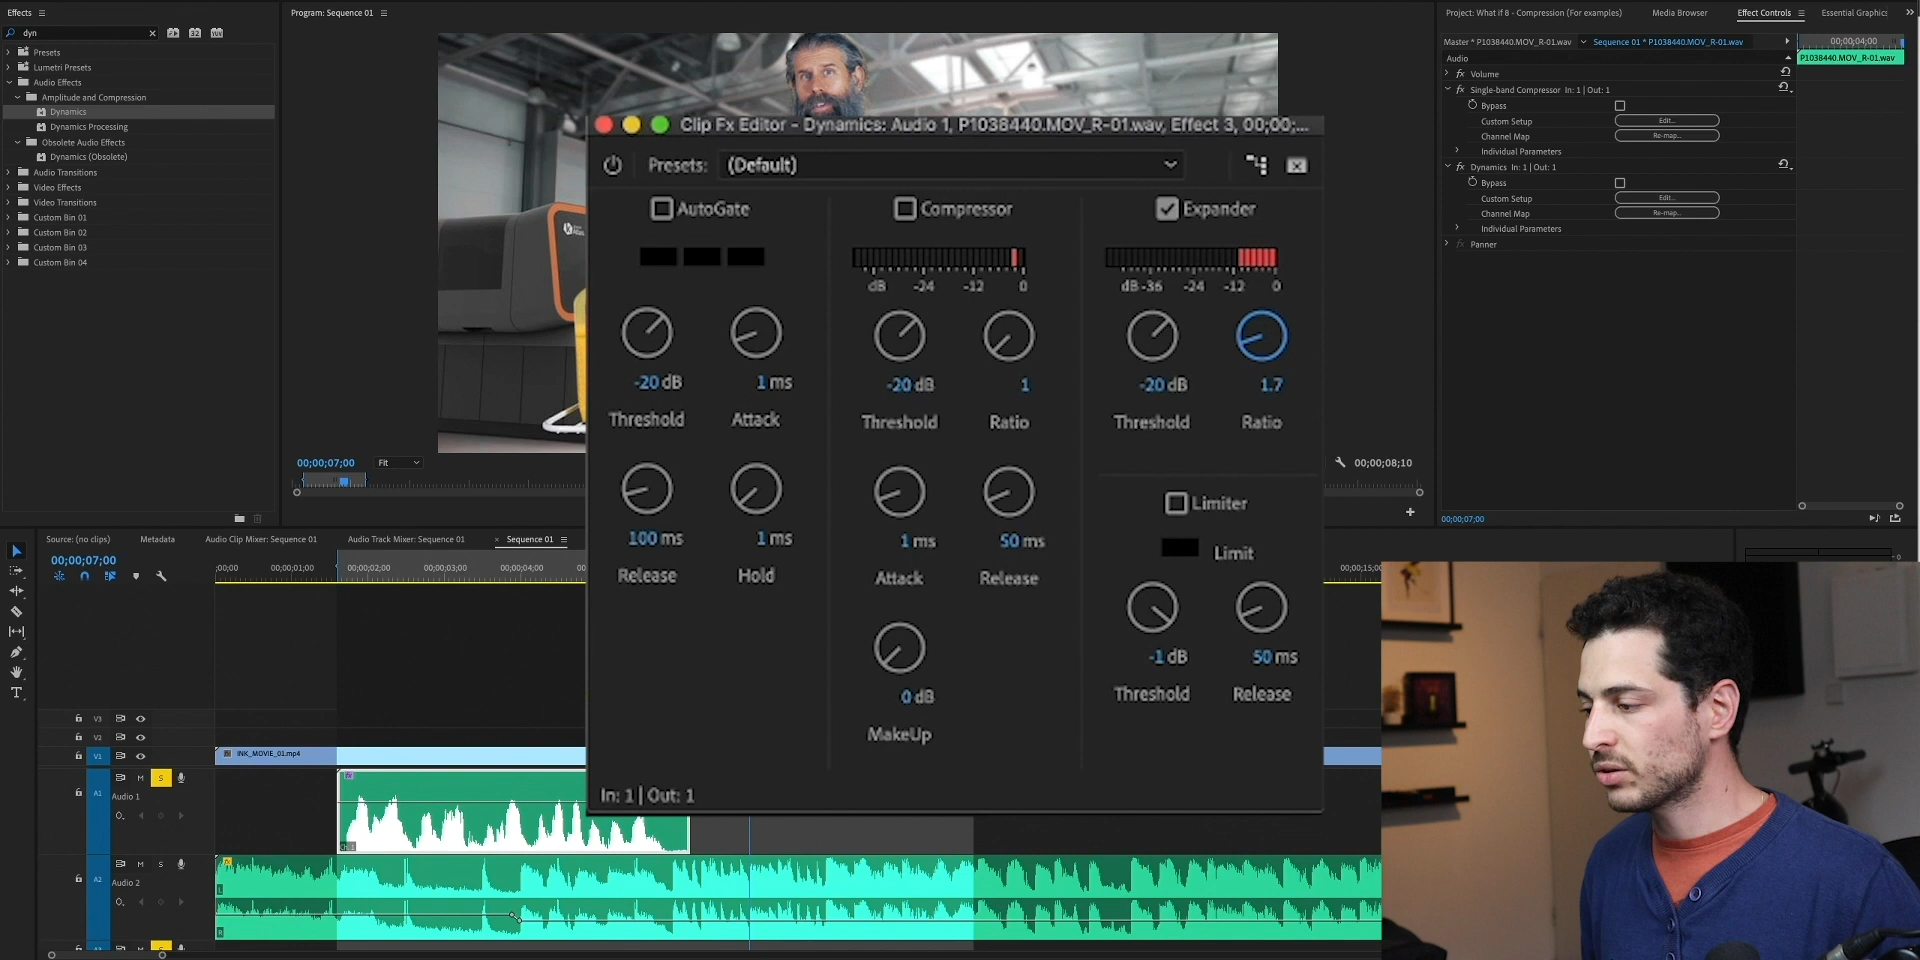 Effects
dyn
Presets
Lumetri Presets
Audio Effects
Amplitude and Compression
Dynamics
Dynamics Processing
Obsolete Audio Effects
Dynamics (Obsolete)
Audio Transitions
Video Effects
Video Transitions
Custom Bin 01
Custom Bin 02
Custom Bin 03
Custom Bin 04
Program: Sequence 01
00;00;07;00
Fit
00;00;08;10
Clip Fx Editor - Dynamics: Audio 1, P1038440.MOV_R-01.wav, Effect 3, 00;00;...
Presets: (Default)
AutoGate
-20 dB 1 ms
Threshold Attack
100 ms 1 ms
Release Hold
Compressor
dB -24 -12 0
-20 dB 1
Threshold Ratio
1 ms 50 ms
Attack Release
0 dB
MakeUp
Expander
dB -36 -24 -12 0
-20 dB 1.7
Threshold Ratio
Limiter
Limit
-1 dB 50 ms
Threshold Release
In: 1 | Out: 1
Project: What if 8 - Compression (For examples) Media Browser Effect Controls Essential Graphics
Master * P1038440.MOV_R-01.wav Sequence 01 * P1038440.MOV_R-01.wav
00;00;04;00
Audio
P1038440.MOV_R-01.wav
fx Volume
fx Single-band Compressor In: 1 | Out: 1
Bypass
Custom Setup Edit...
Channel Map Re-map...
Individual Parameters
fx Dynamics In: 1 | Out: 1
Bypass
Custom Setup Edit...
Channel Map Re-map...
Individual Parameters
fx Panner
00;00;07;00
Source: (no clips) Metadata Audio Clip Mixer: Sequence 01 Audio Track Mixer: Sequence 01 × Sequence 01
00;00;07;00
;00;00 00;00;01;00 00;00;02;00 00;00;03;00 00;00;04;00 00;00;15;00
V3
V2
V1
INK_MOVIE_01.mp4
A1 M S
Audio 1
A2 M S
Audio 2
L
R